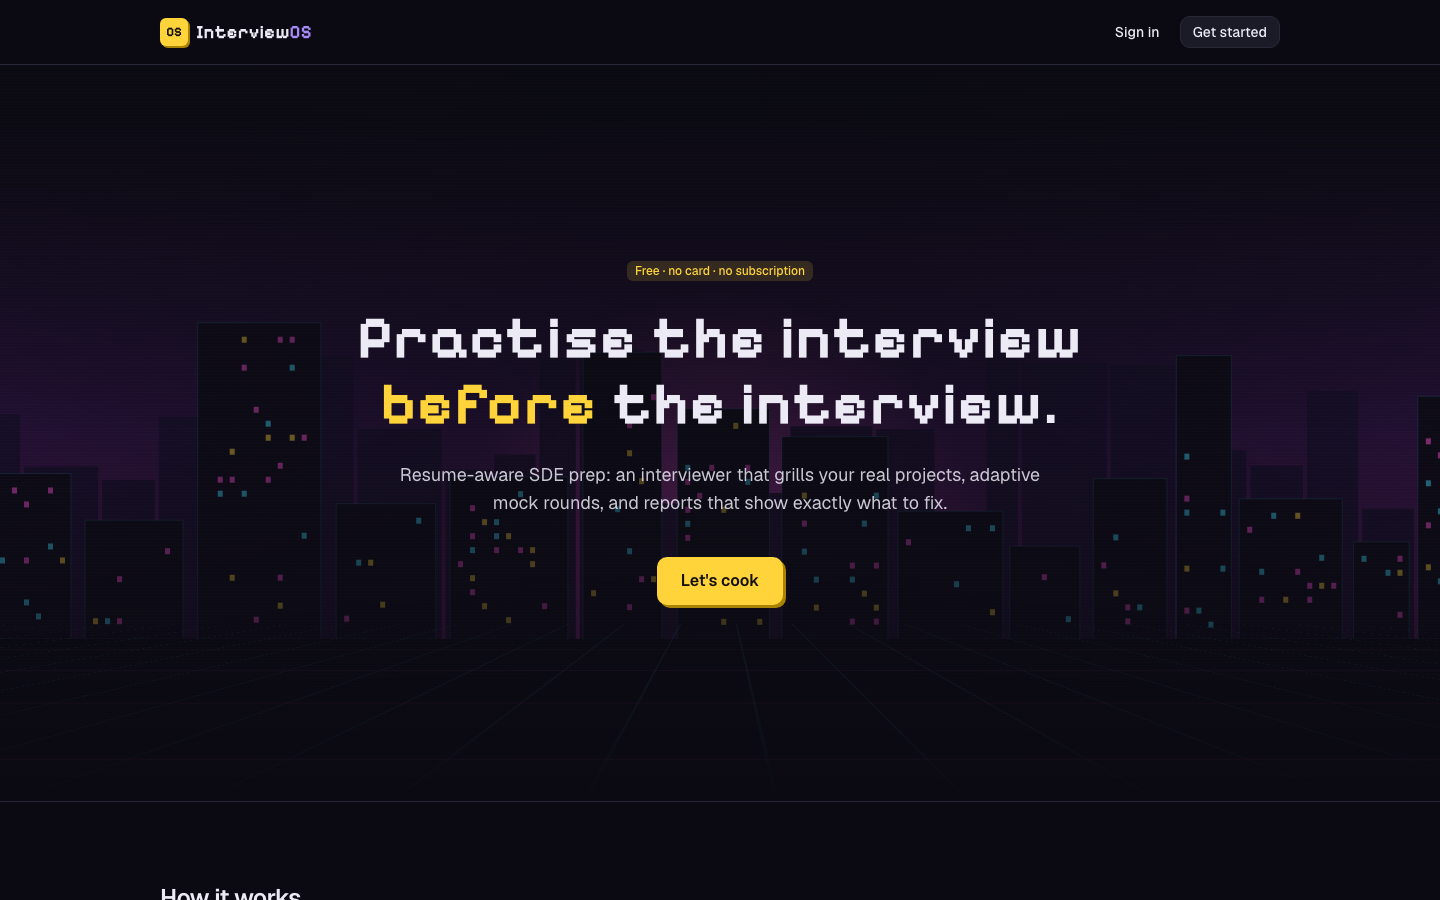 OS InterviewOS
Sign in
Get started
Free · no card · no subscription
Practise the interview
before the interview.
Resume-aware SDE prep: an interviewer that grills your real projects, adaptive
mock rounds, and reports that show exactly what to fix.
Let's cook
How it works